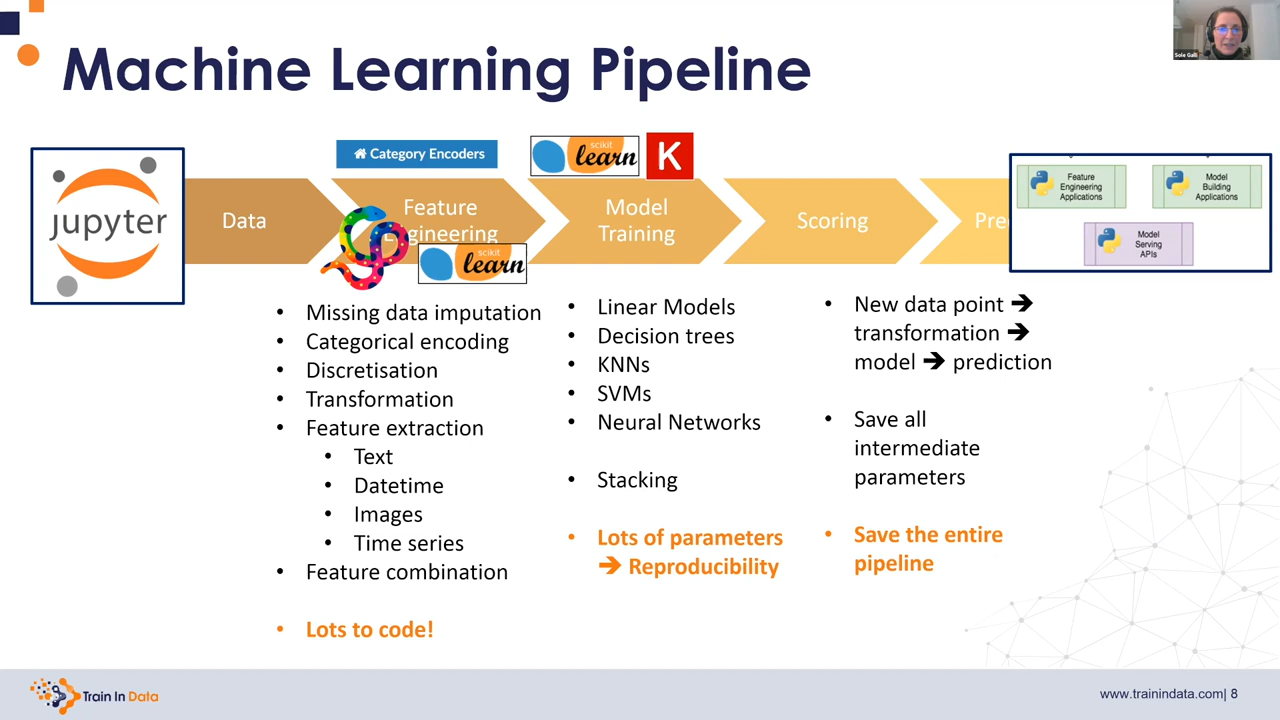 Machine Learning Pipeline
Sole Galli
jupyter
Category Encoders
scikit
learn
K
Data
Feature
Engineering
scikit
learn
Model
Training
Scoring
Pre
Feature
Engineering
Applications
Model
Building
Applications
Model
Serving
APIs
• Missing data imputation
• Categorical encoding
• Discretisation
• Transformation
• Feature extraction
• Text
• Datetime
• Images
• Time series
• Feature combination
• Lots to code!
• Linear Models
• Decision trees
• KNNs
• SVMs
• Neural Networks
• Stacking
• Lots of parameters
➔ Reproducibility
• New data point ➔
transformation ➔
model ➔ prediction
• Save all
intermediate
parameters
• Save the entire
pipeline
Train In Data
www.trainindata.com| 8